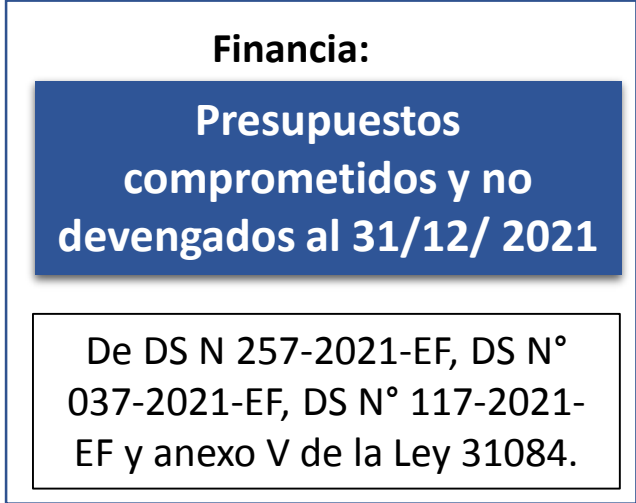 Financia:
Presupuestos
comprometidos y no
devengados al 31/12/ 2021
De DS N 257-2021-EF, DS N°
037-2021-EF, DS N° 117-2021-
EF y anexo V de la Ley 31084.